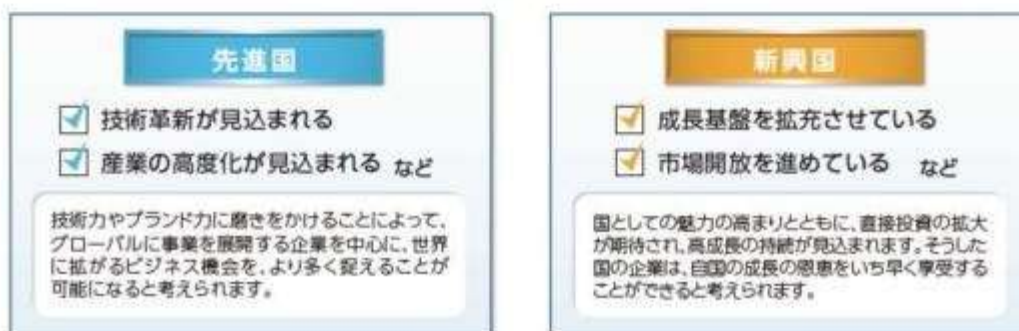 先進国
技術革新が見込まれる
産業の高度化が見込まれる など
技術力やブランド力に磨きをかけることによって、
グローバルに事業を展開する企業を中心に、世界
に拡がるビジネス機会を、より多く捉えることが
可能になると考えられます。
新興国
成長基盤を拡充させている
市場開放を進めている など
国としての魅力の高まりとともに、直接投資の拡大
が期待され、高成長の持続が見込まれます。そうした
国の企業は、自国の成長の恩恵をいち早く享受する
ことができると考えられます。